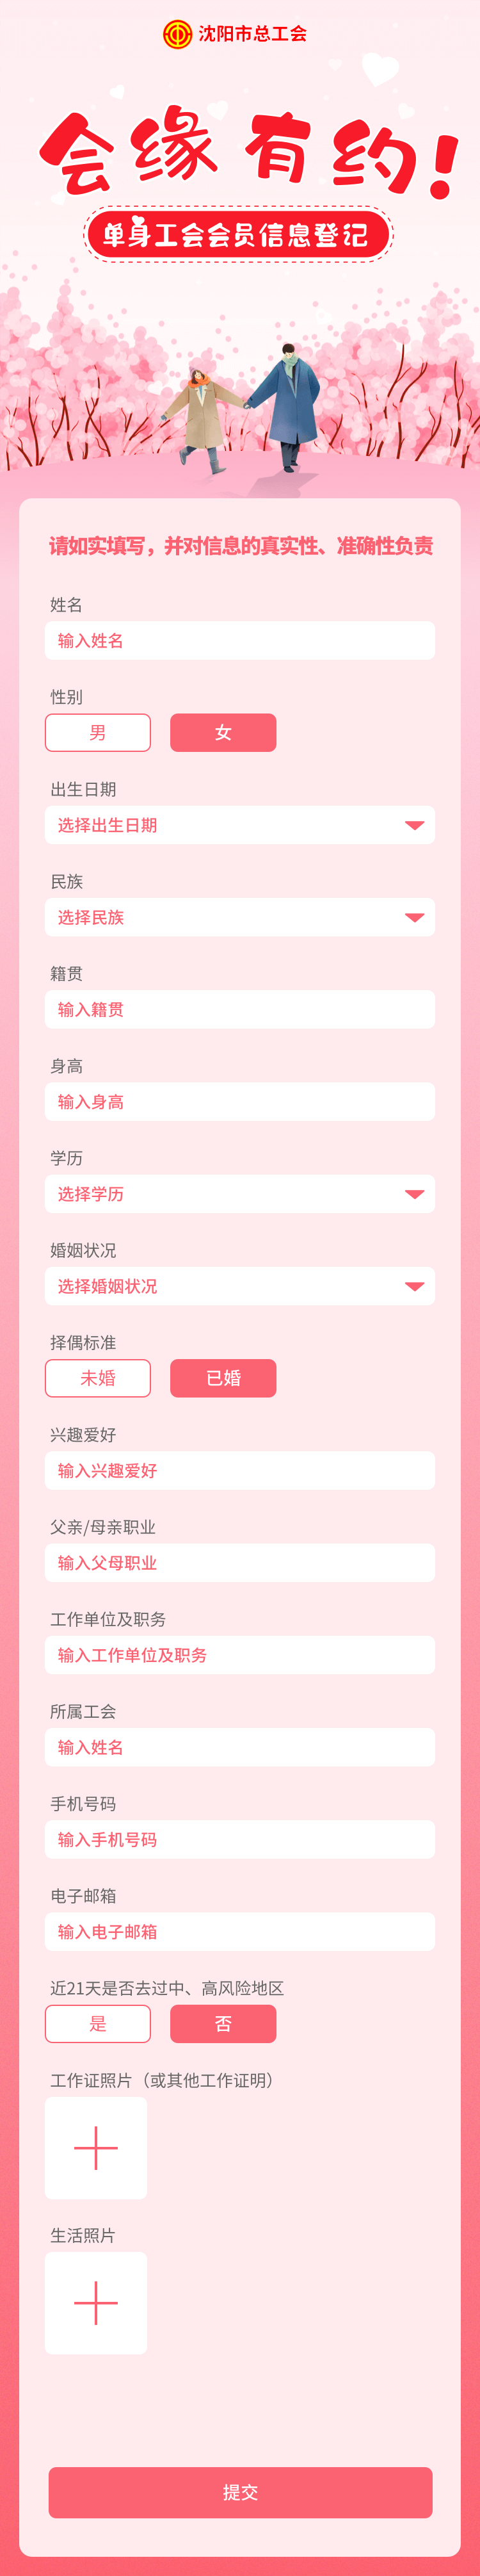 沈阳市总工会
会缘有约!
单身工会会员信息登记
请如实填写，并对信息的真实性、准确性负责
姓名
输入姓名
性别
男 女
出生日期
选择出生日期
民族
选择民族
籍贯
输入籍贯
身高
输入身高
学历
选择学历
婚姻状况
选择婚姻状况
择偶标准
未婚 已婚
兴趣爱好
输入兴趣爱好
父亲/母亲职业
输入父母职业
工作单位及职务
输入工作单位及职务
所属工会
输入姓名
手机号码
输入手机号码
电子邮箱
输入电子邮箱
近21天是否去过中、高风险地区
是 否
工作证照片（或其他工作证明）
生活照片
提交